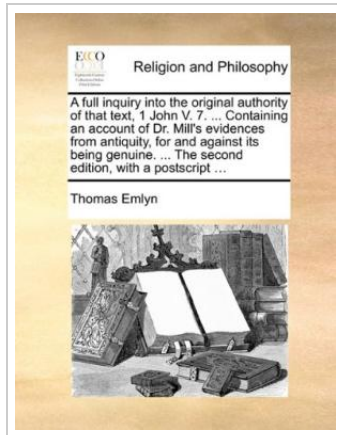 ECCO
Religion and Philosophy
A full inquiry into the original authority
of that text, 1 John V. 7. ... Containing
an account of Dr. Mill's evidences
from antiquity, for and against its
being genuine. ... The second
edition, with a postscript ...
Thomas Emlyn